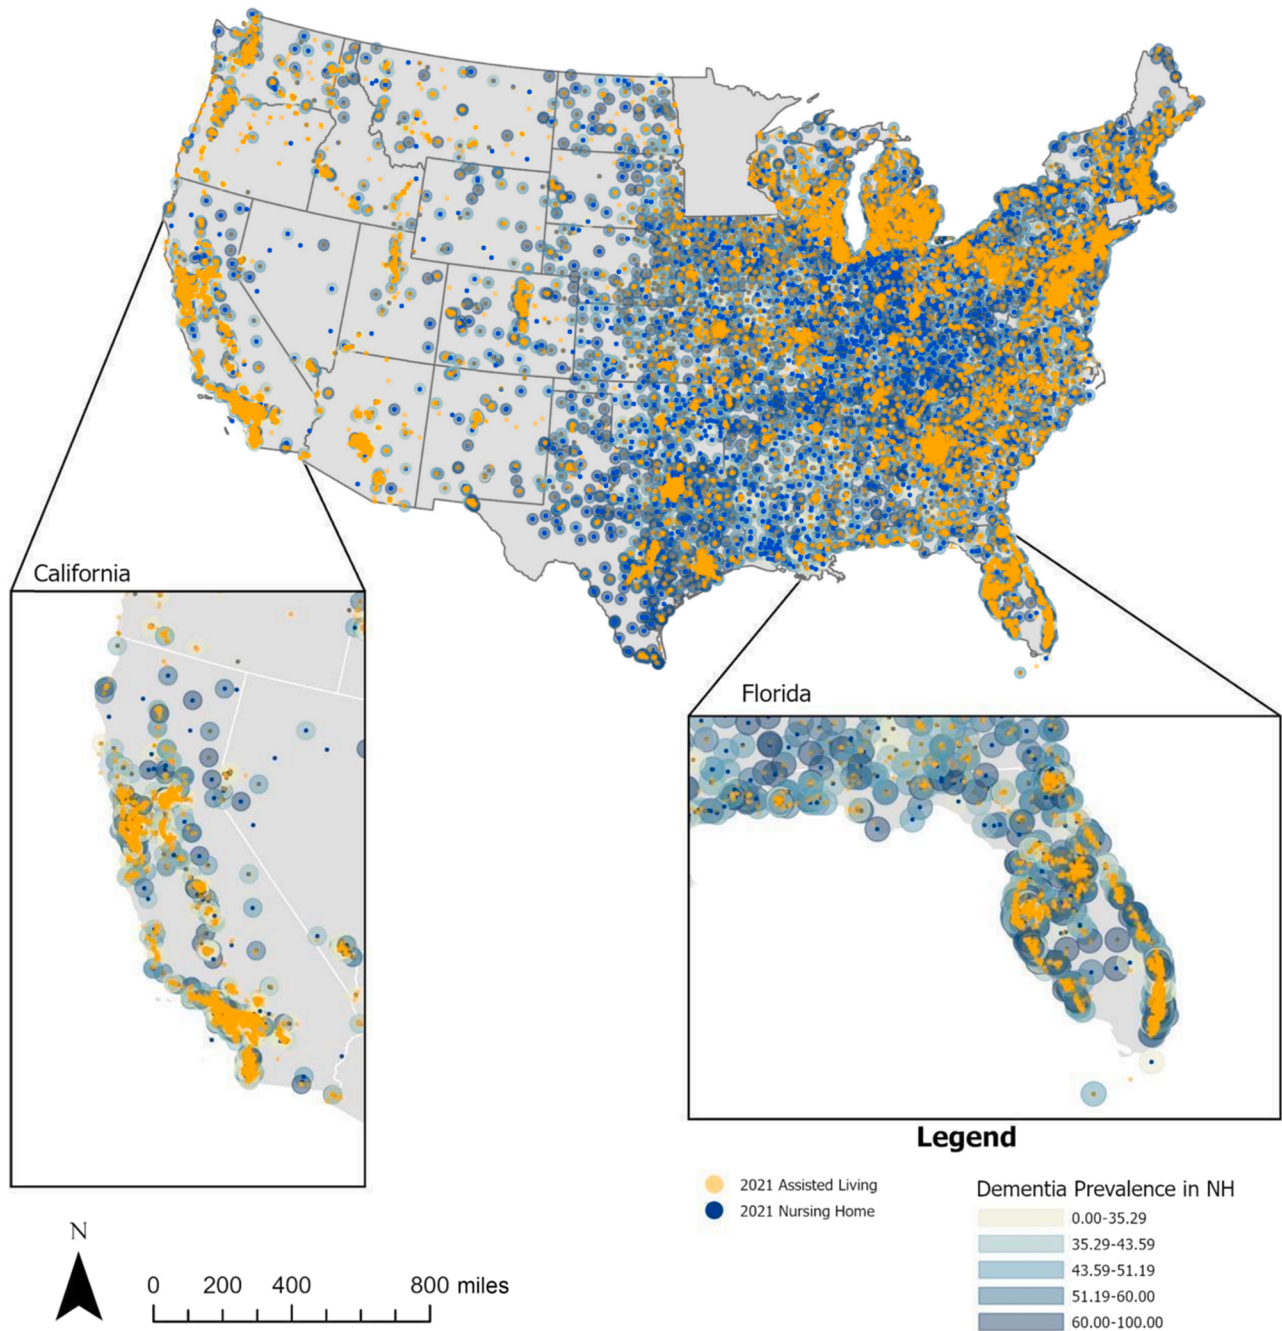 California
Florida
Legend
2021 Assisted Living
2021 Nursing Home
Dementia Prevalence in NH
0.00-35.29
35.29-43.59
43.59-51.19
51.19-60.00
60.00-100.00
N
0 200 400 800 miles